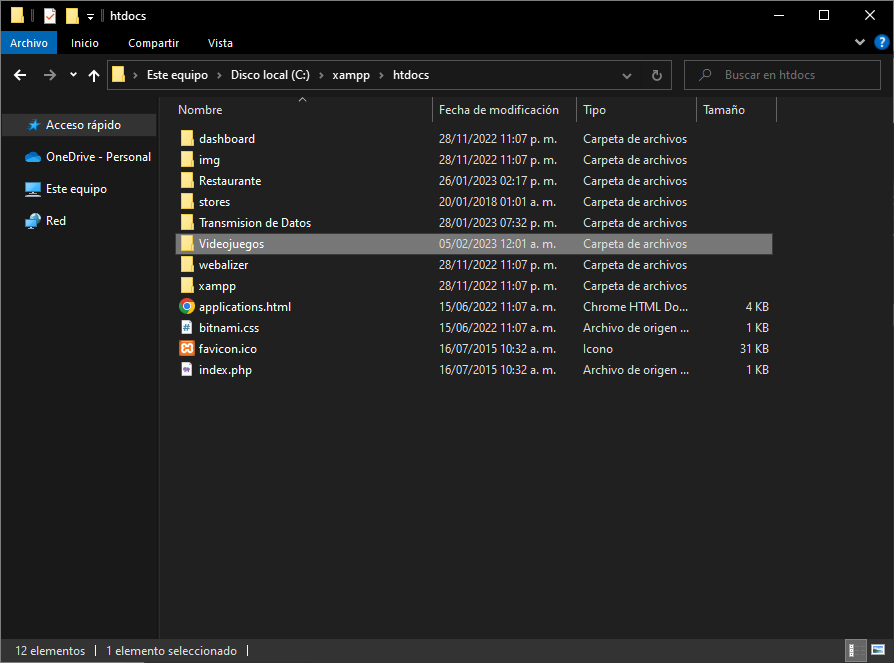 htdocs
Archivo Inicio Compartir Vista
Este equipo › Disco local (C:) › xampp › htdocs Buscar en htdocs
Nombre Fecha de modificación Tipo Tamaño
Acceso rápido
OneDrive - Personal
Este equipo
Red
dashboard 28/11/2022 11:07 p. m. Carpeta de archivos
img 28/11/2022 11:07 p. m. Carpeta de archivos
Restaurante 26/01/2023 02:17 p. m. Carpeta de archivos
stores 20/01/2018 01:01 a. m. Carpeta de archivos
Transmision de Datos 28/01/2023 07:32 p. m. Carpeta de archivos
Videojuegos 05/02/2023 12:01 a. m. Carpeta de archivos
webalizer 28/11/2022 11:07 p. m. Carpeta de archivos
xampp 28/11/2022 11:07 p. m. Carpeta de archivos
applications.html 15/06/2022 11:07 a. m. Chrome HTML Do... 4 KB
bitnami.css 15/06/2022 11:07 a. m. Archivo de origen ... 1 KB
favicon.ico 16/07/2015 10:32 a. m. Icono 31 KB
index.php 16/07/2015 10:32 a. m. Archivo de origen ... 1 KB
12 elementos 1 elemento seleccionado